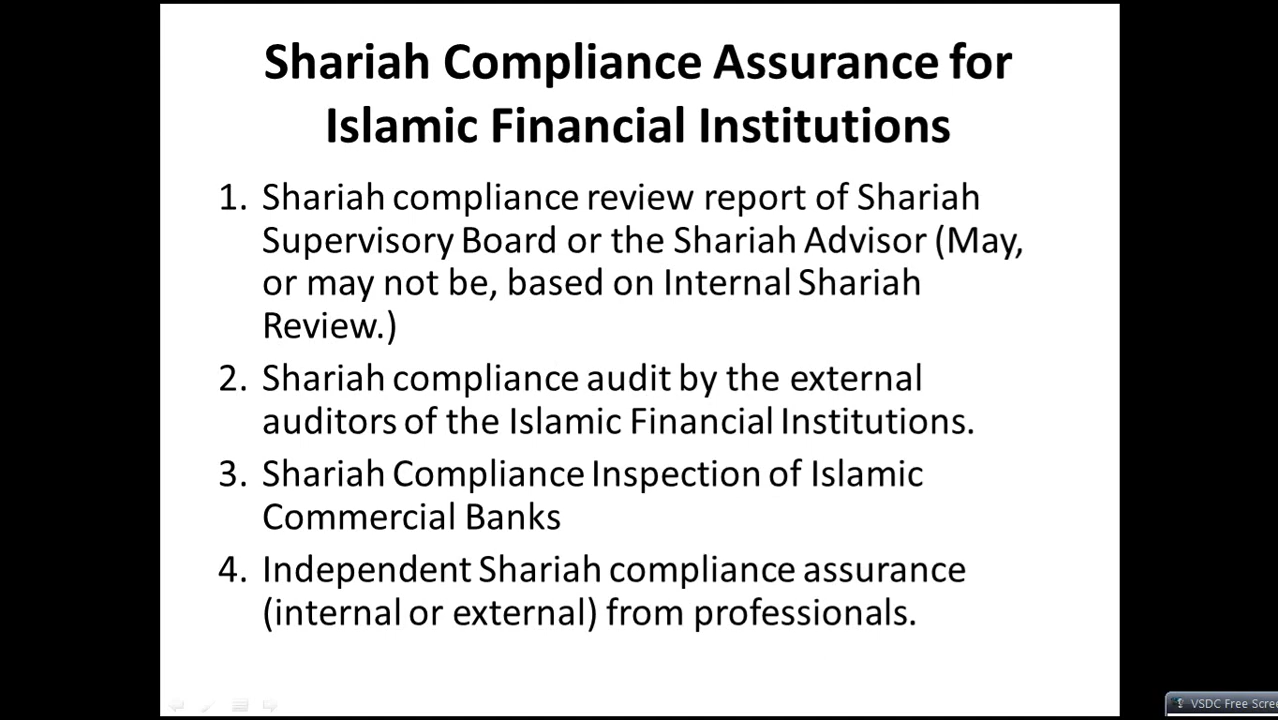 Shariah Compliance Assurance for
Islamic Financial Institutions
1. Shariah compliance review report of Shariah
Supervisory Board or the Shariah Advisor (May,
or may not be, based on Internal Shariah
Review.)
2. Shariah compliance audit by the external
auditors of the Islamic Financial Institutions.
3. Shariah Compliance Inspection of Islamic
Commercial Banks
4. Independent Shariah compliance assurance
(internal or external) from professionals.
VSDC Free Scree